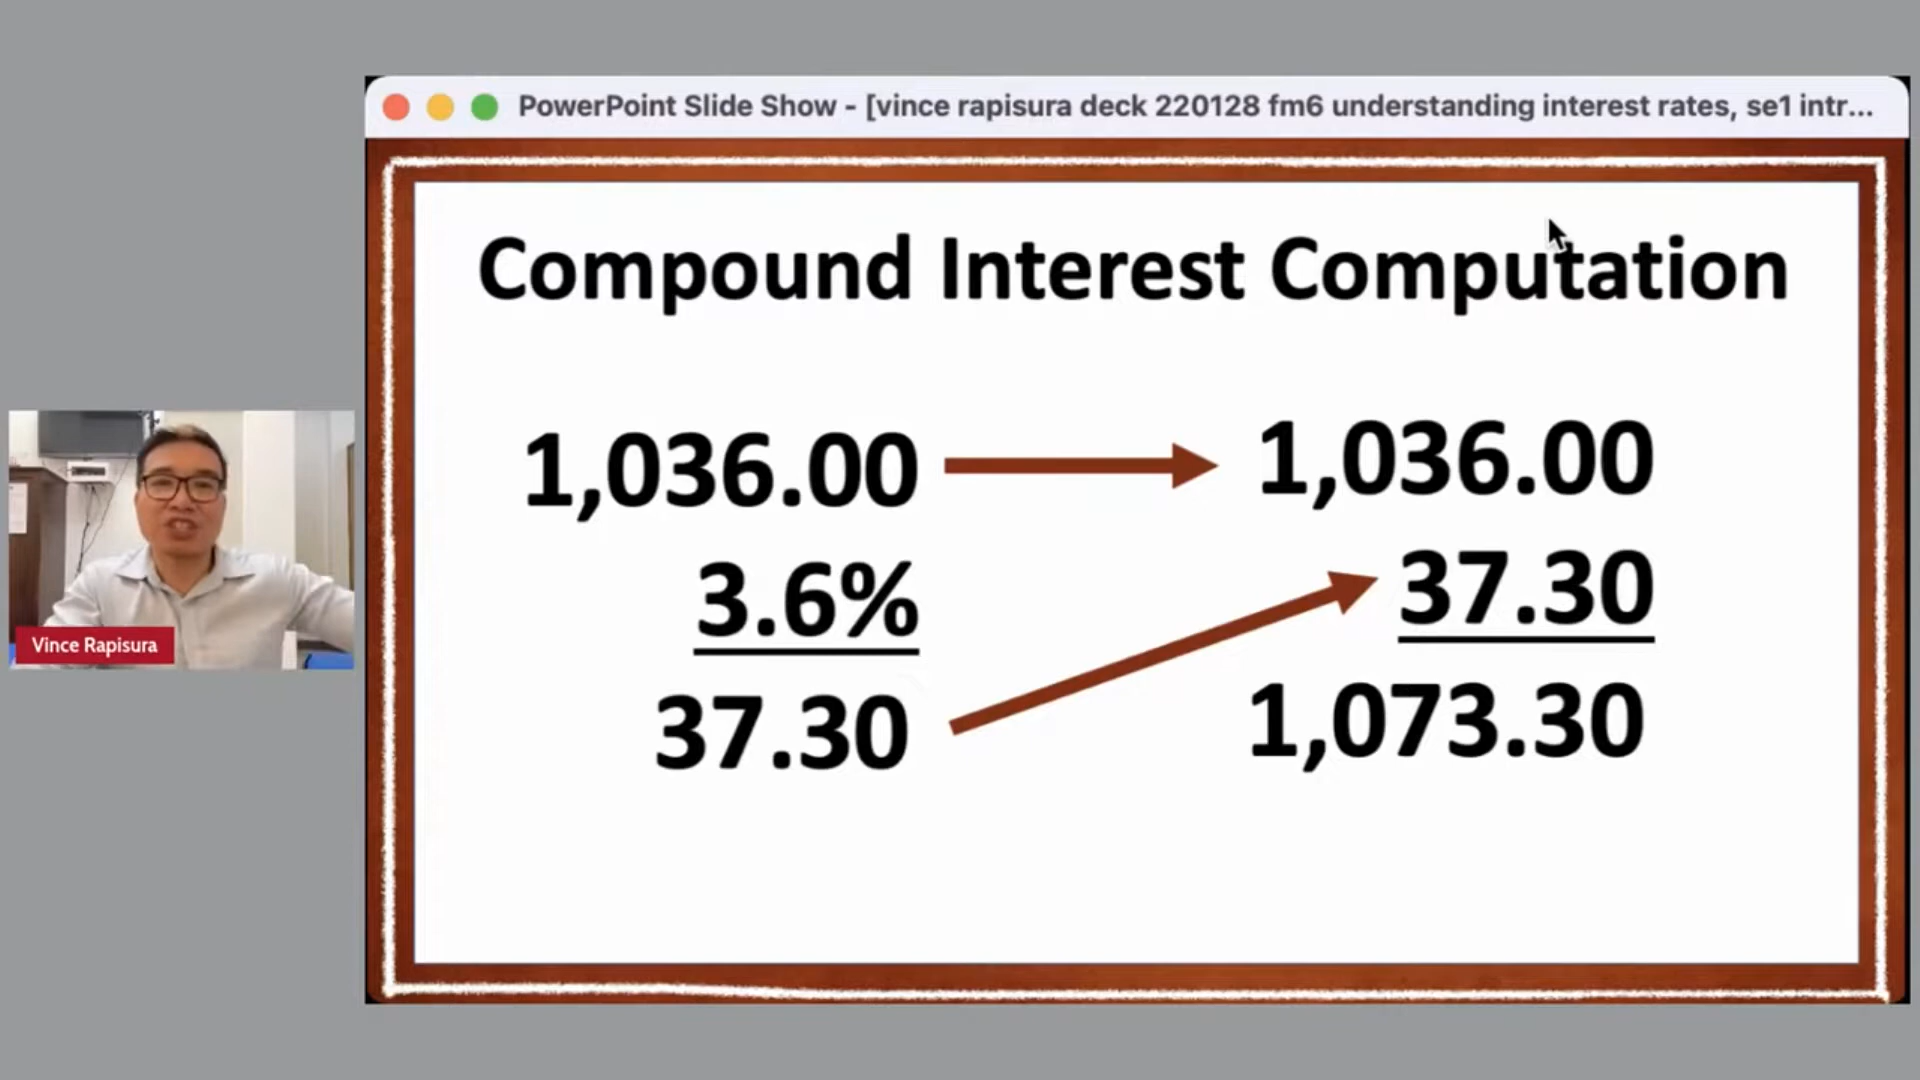 PowerPoint Slide Show - [vince rapisura deck 220128 fm6 understanding interest rates, se1 intr...
Compound Interest Computation
1,036.00
3.6%
37.30
1,036.00
37.30
1,073.30
Vince Rapisura